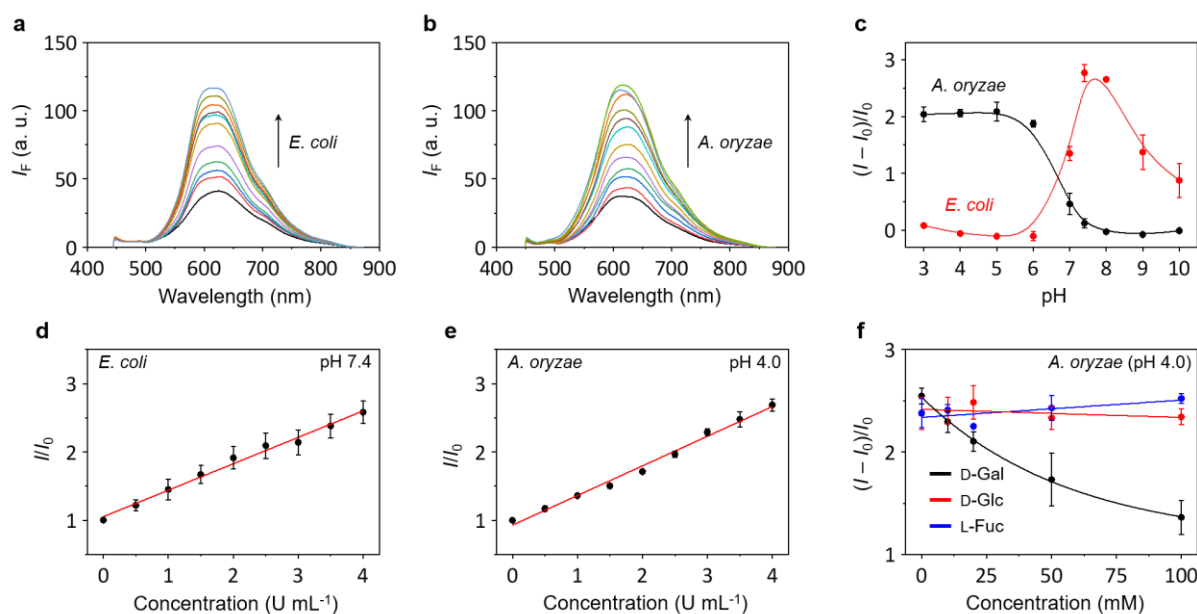 a
150
100
50
0
I_F (a. u.)
E. coli
400 500 600 700 800 900
Wavelength (nm)
b
150
100
50
0
I_F (a. u.)
A. oryzae
400 500 600 700 800 900
Wavelength (nm)
c
3
2
1
0
(I – I₀)/I₀
A. oryzae
E. coli
3 4 5 6 7 8 9 10
pH
d
E. coli
pH 7.4
3
2
1
I/I₀
0 1 2 3 4
Concentration (U mL⁻¹)
e
A. oryzae
pH 4.0
3
2
1
I/I₀
0 1 2 3 4
Concentration (U mL⁻¹)
f
A. oryzae (pH 4.0)
3
2
1
(I – I₀)/I₀
D-Gal
D-Glc
L-Fuc
0 25 50 75 100
Concentration (mM)